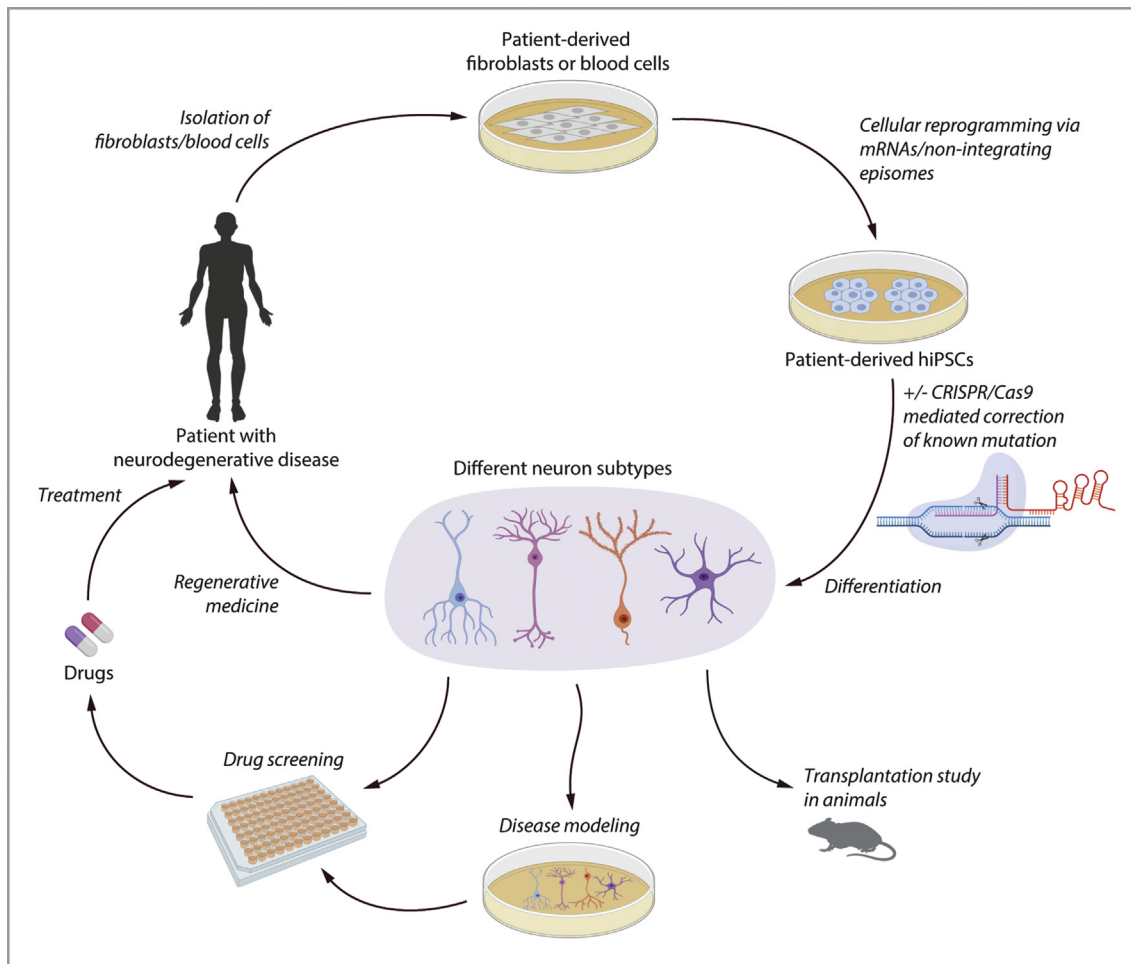 Patient-derived
fibroblasts or blood cells
Isolation of
fibroblasts/blood cells
Cellular reprogramming via
mRNAs/non-integrating
episomes
Patient-derived hiPSCs
+/- CRISPR/Cas9
mediated correction
of known mutation
Patient with
neurodegenerative disease
Different neuron subtypes
Treatment
Regenerative
medicine
Differentiation
Drugs
Drug screening
Transplantation study
in animals
Disease modeling